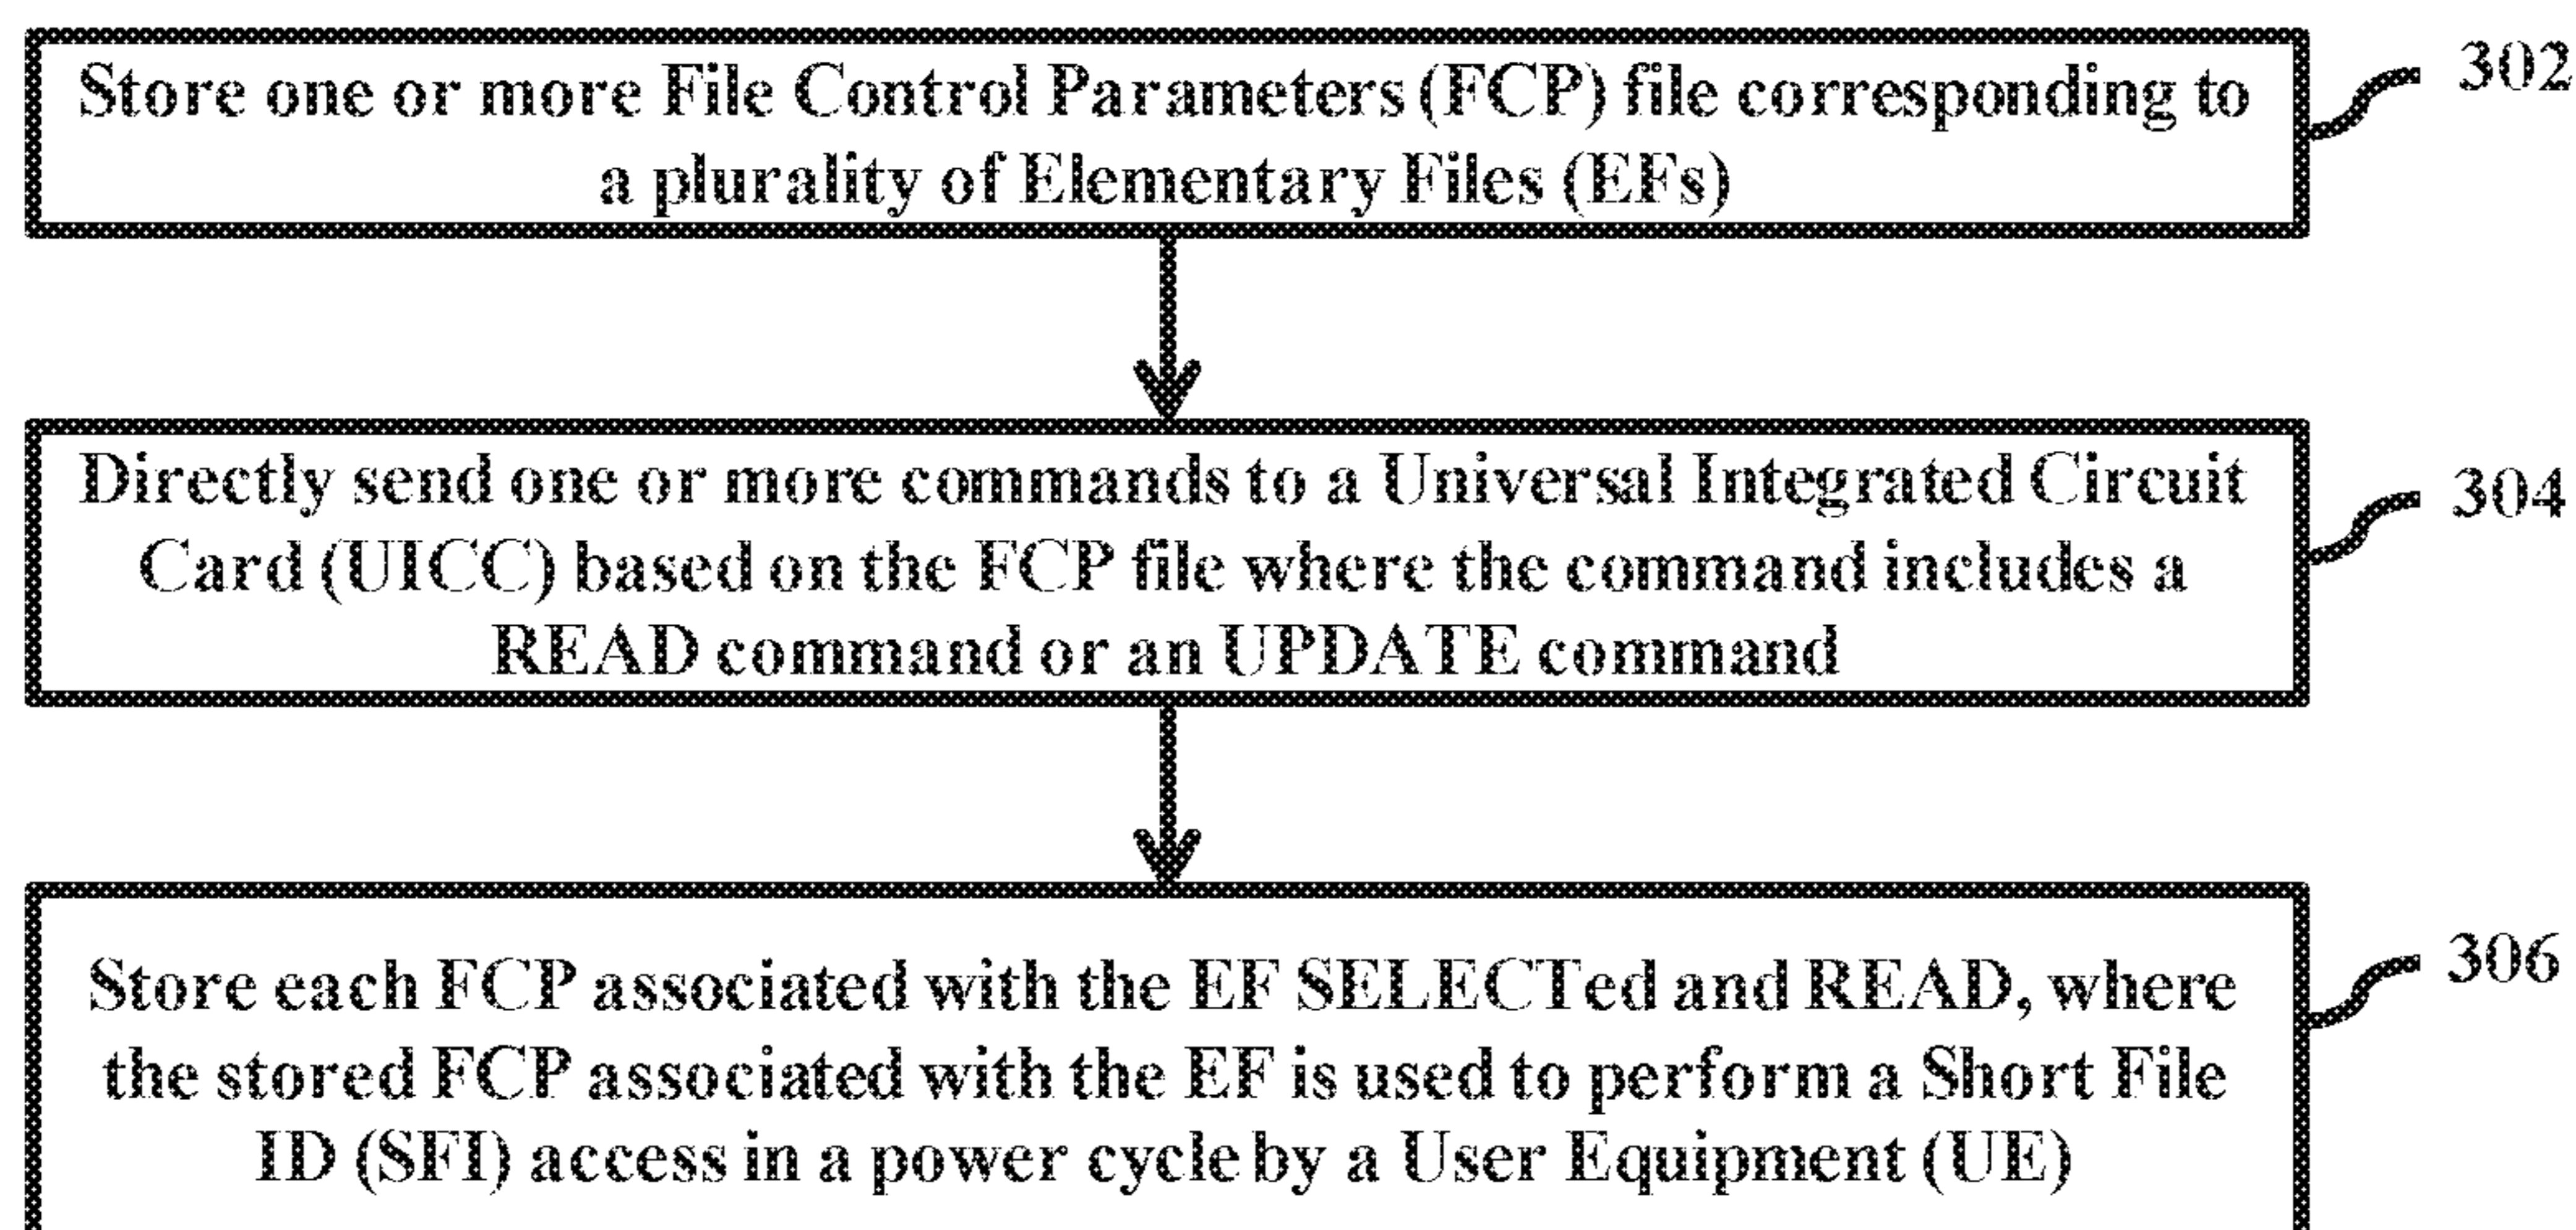 Store one or more File Control Parameters (FCP) file corresponding to
a plurality of Elementary Files (EFs)
302
Directly send one or more commands to a Universal Integrated Circuit
Card (UICC) based on the FCP file where the command includes a
READ command or an UPDATE command
304
Store each FCP associated with the EF SELECTed and READ, where
the stored FCP associated with the EF is used to perform a Short File
ID (SFI) access in a power cycle by a User Equipment (UE)
306